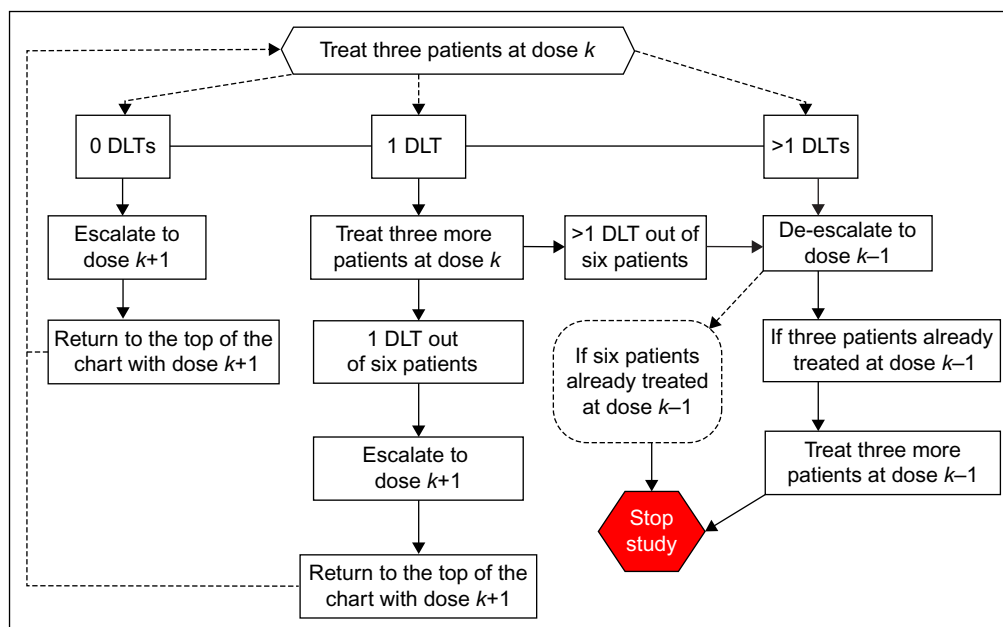 Treat three patients at dose k
0 DLTs
1 DLT
>1 DLTs
Escalate to
dose k+1
Treat three more
patients at dose k
>1 DLT out of
six patients
De-escalate to
dose k–1
Return to the top of the
chart with dose k+1
1 DLT out
of six patients
If six patients
already treated
at dose k–1
If three patients already
treated at dose k–1
Escalate to
dose k+1
Treat three more
patients at dose k–1
Stop
study
Return to the top of the
chart with dose k+1